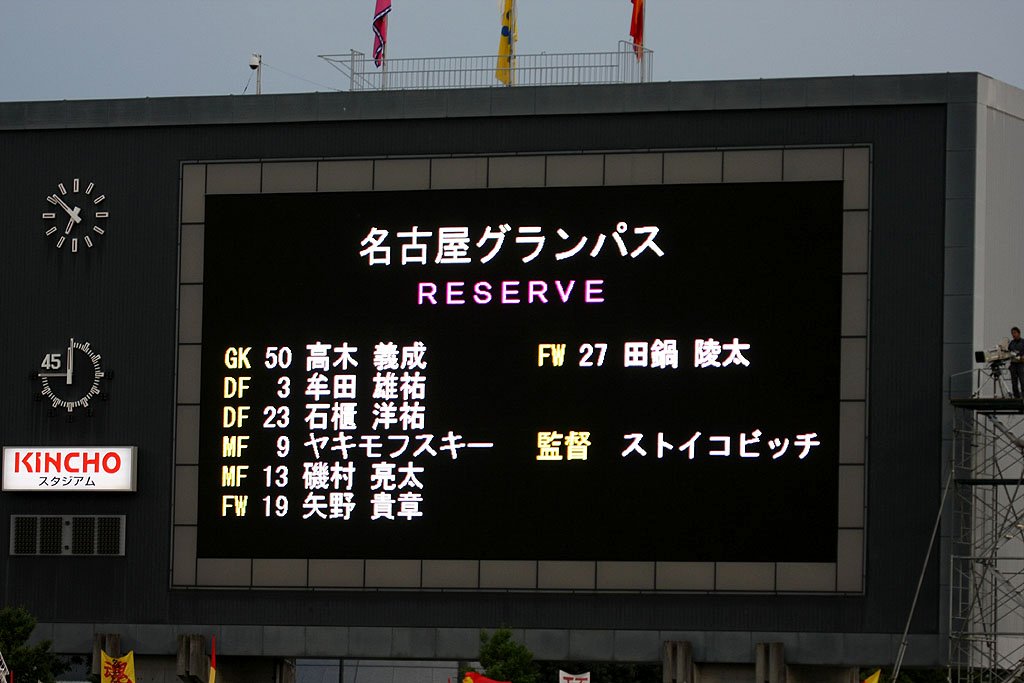 名古屋グランパス
RESERVE
GK 50 高木 義成
DF 3 牟田 雄祐
DF 23 石櫃 洋祐
MF 9 ヤキモフスキー
MF 13 磯村 亮太
FW 19 矢野 貴章
FW 27 田鍋 陵太
監督 ストイコビッチ
45
KINCHO
スタジアム
魂